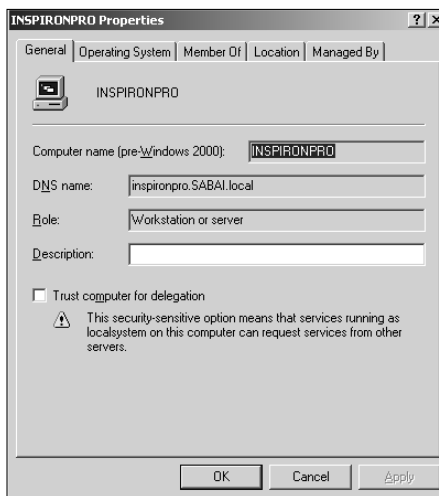 INSPIRONPRO Properties
General Operating System Member Of Location Managed By
INSPIRONPRO
Computer name (pre-Windows 2000): INSPIRONPRO
DNS name: inspironpro.SABAI.local
Role: Workstation or server
Description:
Trust computer for delegation
This security-sensitive option means that services running as
localsystem on this computer can request services from other
servers.
OK Cancel Apply